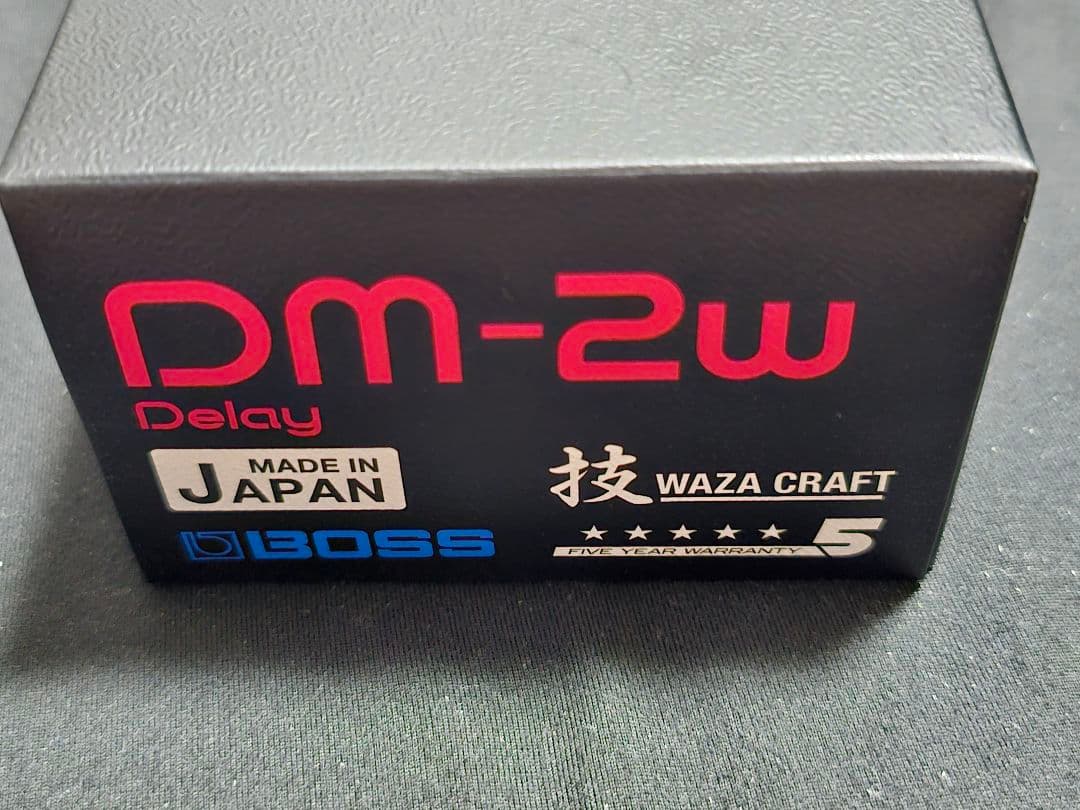 DM-2w
Delay
MADE IN
JAPAN
技 WAZA CRAFT
BOSS
★★★★★ 5
FIVE YEAR WARRANTY